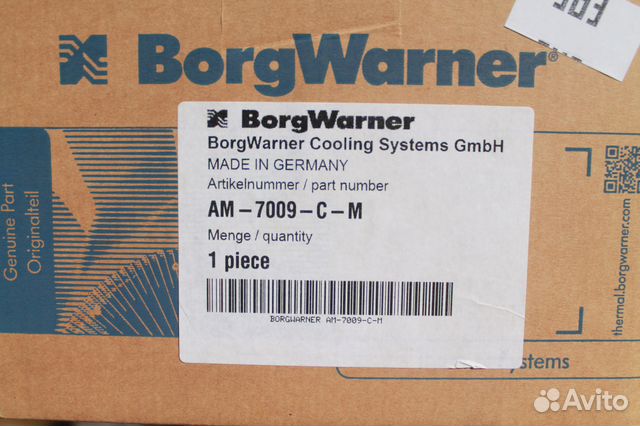 BorgWarner
BorgWarner
BorgWarner Cooling Systems GmbH
MADE IN GERMANY
Artikelnummer / part number
AM-7009-C-M
Menge / quantity
1 piece
BORGWARNER AM-7009-C-M
Genuine Part
Originalteil
thermal.borgwarner.com
Avito